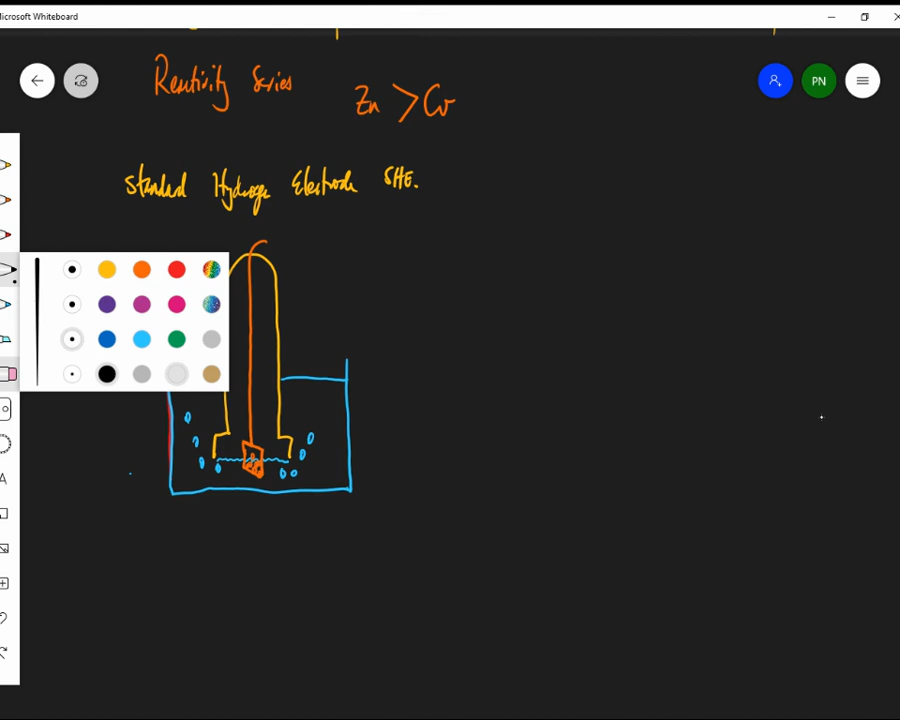 Microsoft Whiteboard
PN
Reactivity Series
Zn > Cu
Standard Hydrogen Electrode SHE.